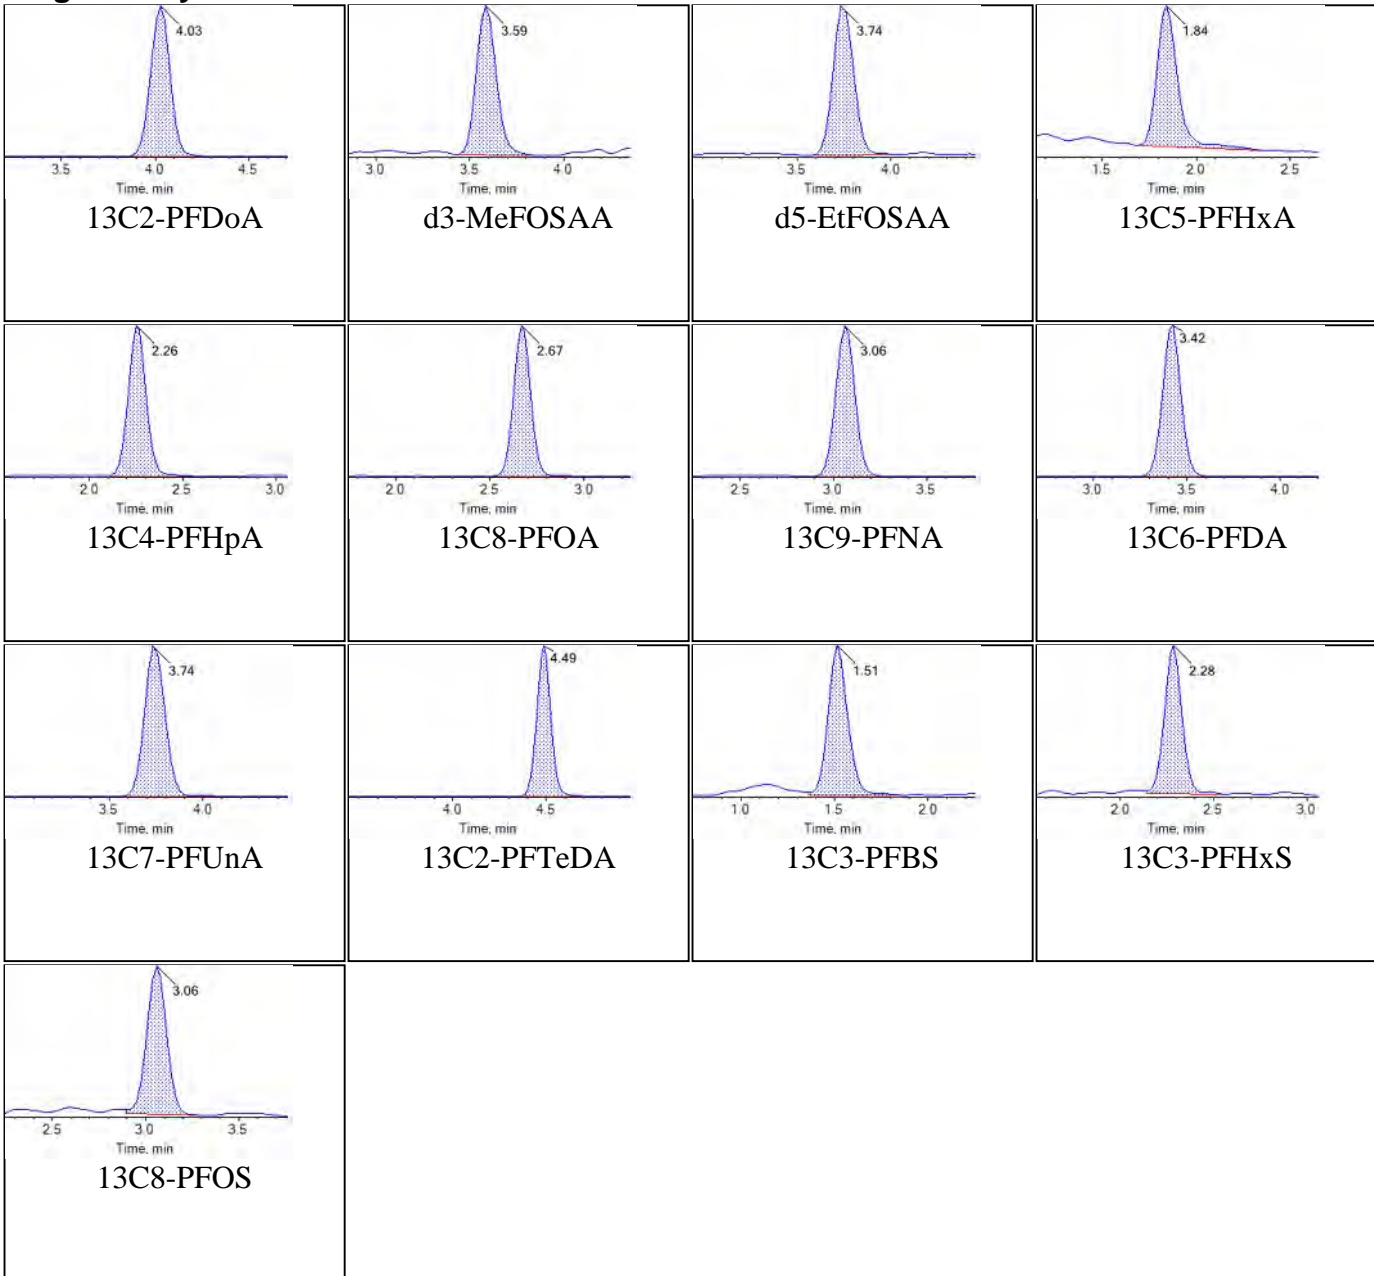 4.03
3.5 4.0 4.5
Time, min
13C2-PFDoA
3.59
3.0 3.5 4.0
Time, min
d3-MeFOSAA
3.74
3.5 4.0
Time, min
d5-EtFOSAA
1.84
1.5 2.0 2.5
Time, min
13C5-PFHxA
2.26
2.0 2.5 3.0
Time, min
13C4-PFHpA
2.67
2.0 2.5 3.0
Time, min
13C8-PFOA
3.06
2.5 3.0 3.5
Time, min
13C9-PFNA
3.42
3.0 3.5 4.0
Time, min
13C6-PFDA
3.74
3.5 4.0
Time, min
13C7-PFUnA
4.49
4.0 4.5
Time, min
13C2-PFTeDA
1.51
1.0 1.5 2.0
Time, min
13C3-PFBS
2.28
2.0 2.5 3.0
Time, min
13C3-PFHxS
3.06
2.5 3.0 3.5
Time, min
13C8-PFOS